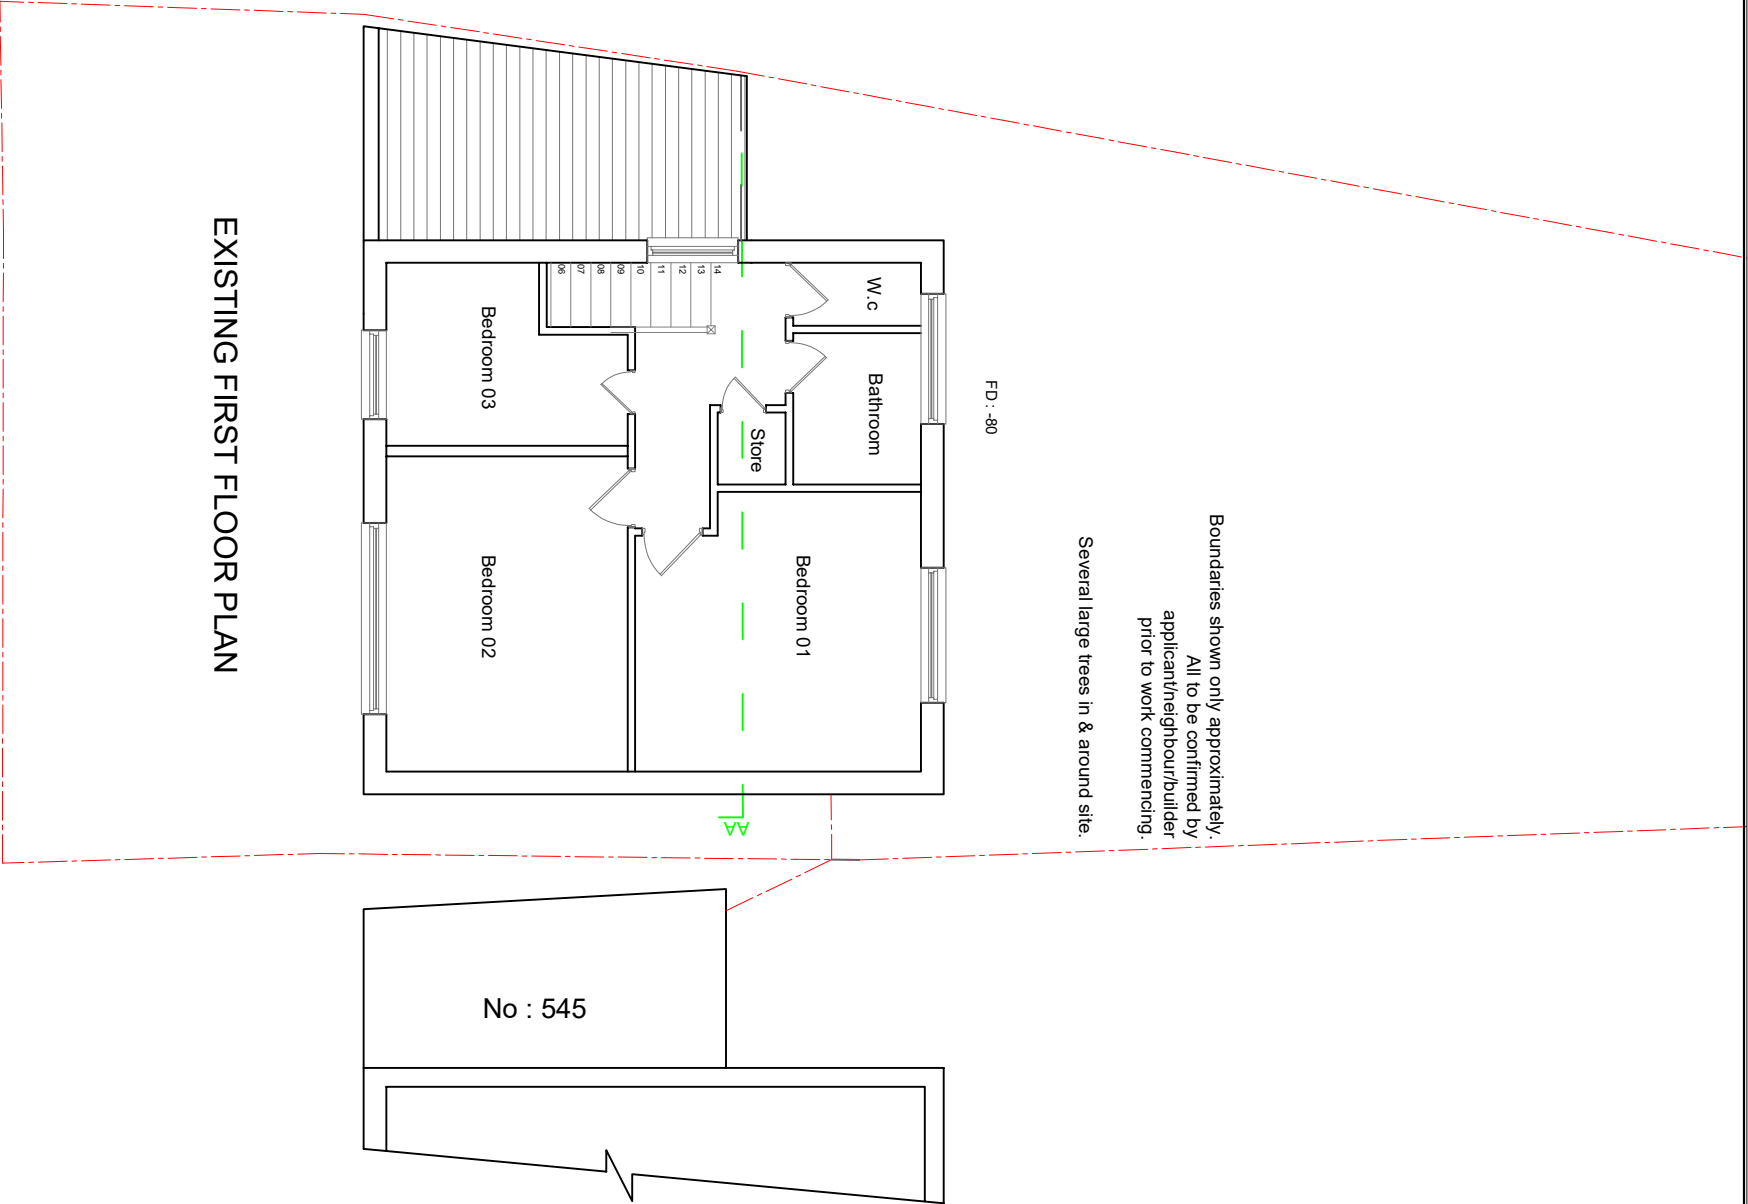 Boundaries shown only approximately.
All to be confirmed by
applicant/neighbour/builder
prior to work commencing.
Several large trees in & around site.
FD : -80
W.c
Bathroom
Store
Bedroom 01
14
13
12
11
10
09
08
07
06
Bedroom 03
Bedroom 02
AA
No : 545
EXISTING FIRST FLOOR PLAN